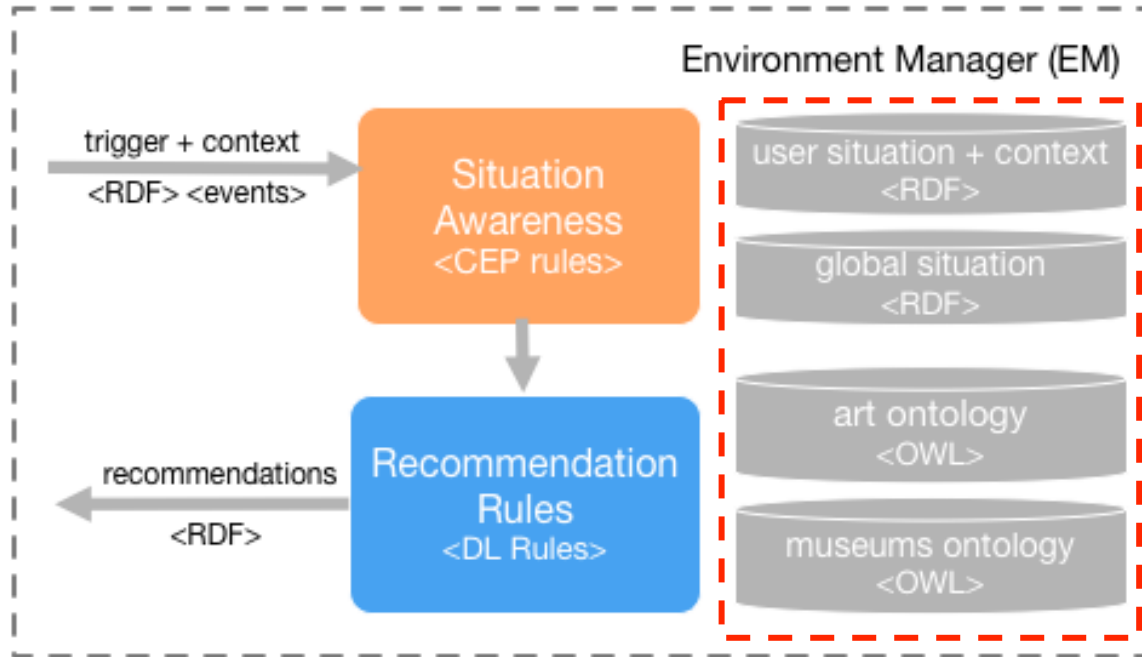 Environment Manager (EM)
trigger + context
<RDF> <events>
Situation
Awareness
<CEP rules>
user situation + context
<RDF>
global situation
<RDF>
recommendations
<RDF>
Recommendation
Rules
<DL Rules>
art ontology
<OWL>
museums ontology
<OWL>